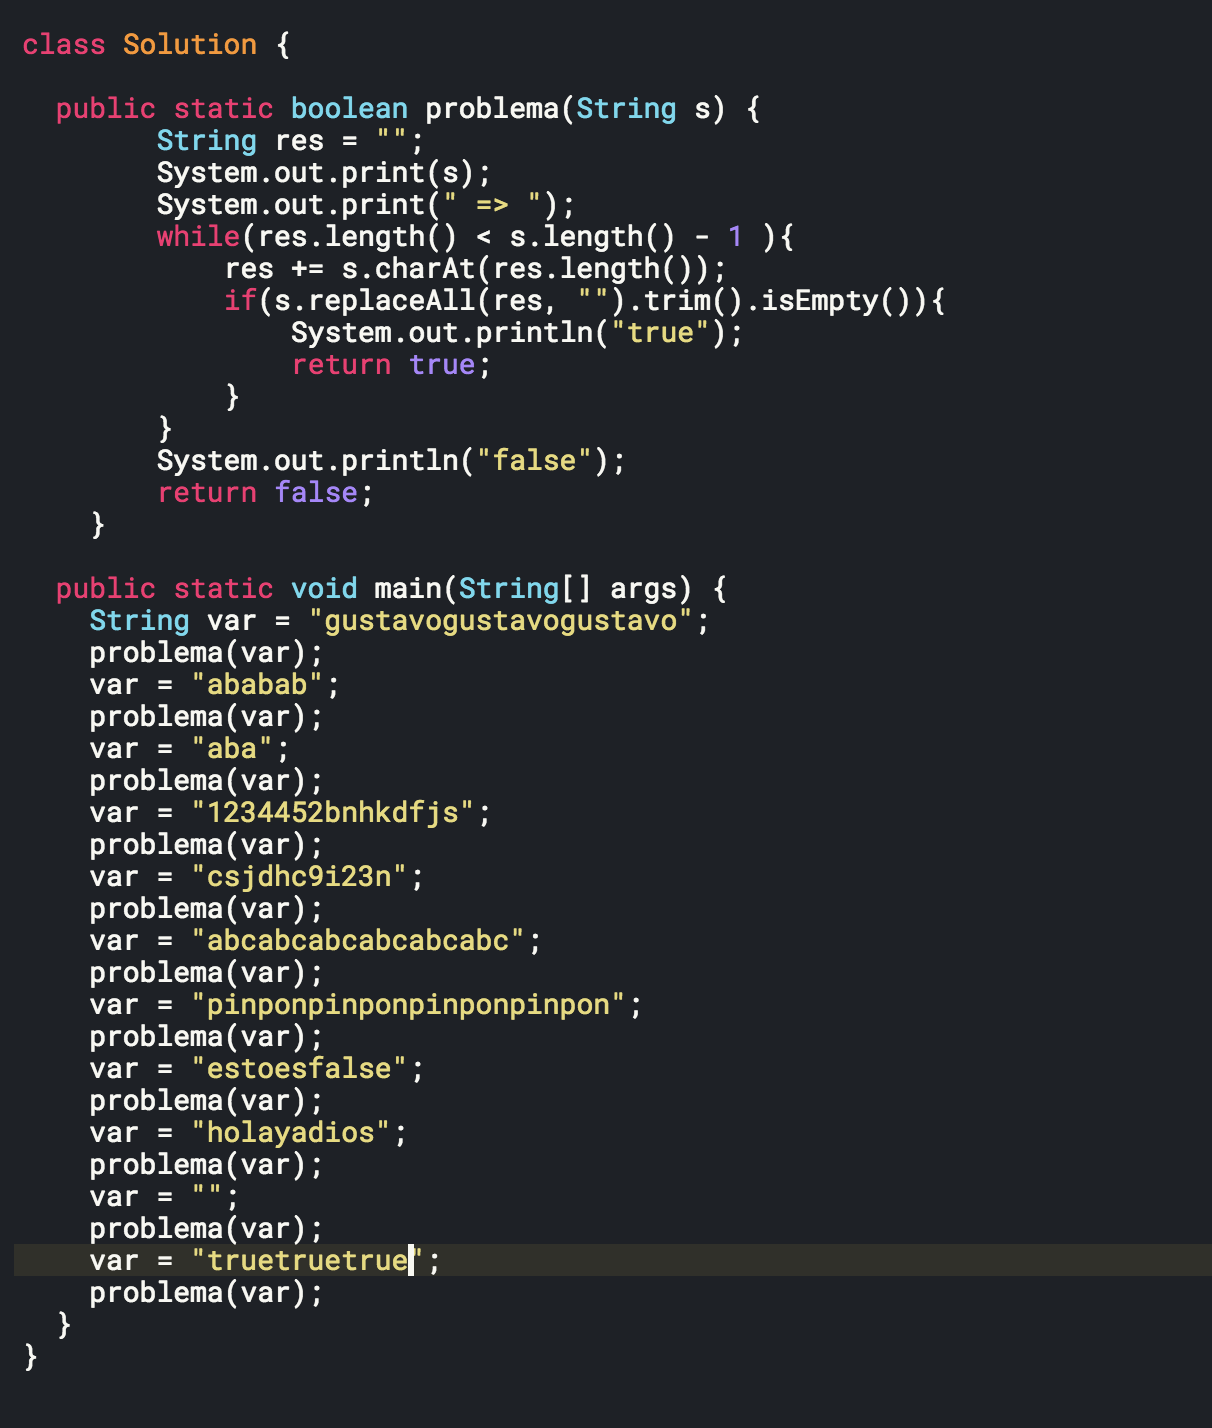 class Solution {
public static boolean problema(String s) {
String res = "";
System.out.print(s);
System.out.print(" => ");
while(res.length() < s.length() - 1 ){
res += s.charAt(res.length());
if(s.replaceAll(res, "").trim().isEmpty()){
System.out.println("true");
return true;
}
}
System.out.println("false");
return false;
}
public static void main(String[] args) {
String var = "gustavogustavogustavo";
problema(var);
var = "ababab";
problema(var);
var = "aba";
problema(var);
var = "1234452bnhkdfjs";
problema(var);
var = "csjdhc9i23n";
problema(var);
var = "abcabcabcabcabcabc";
problema(var);
var = "pinponpinponpinponpinpon";
problema(var);
var = "estoesfalse";
problema(var);
var = "holayadios";
problema(var);
var = "";
problema(var);
var = "truetruetrue";
problema(var);
}
}